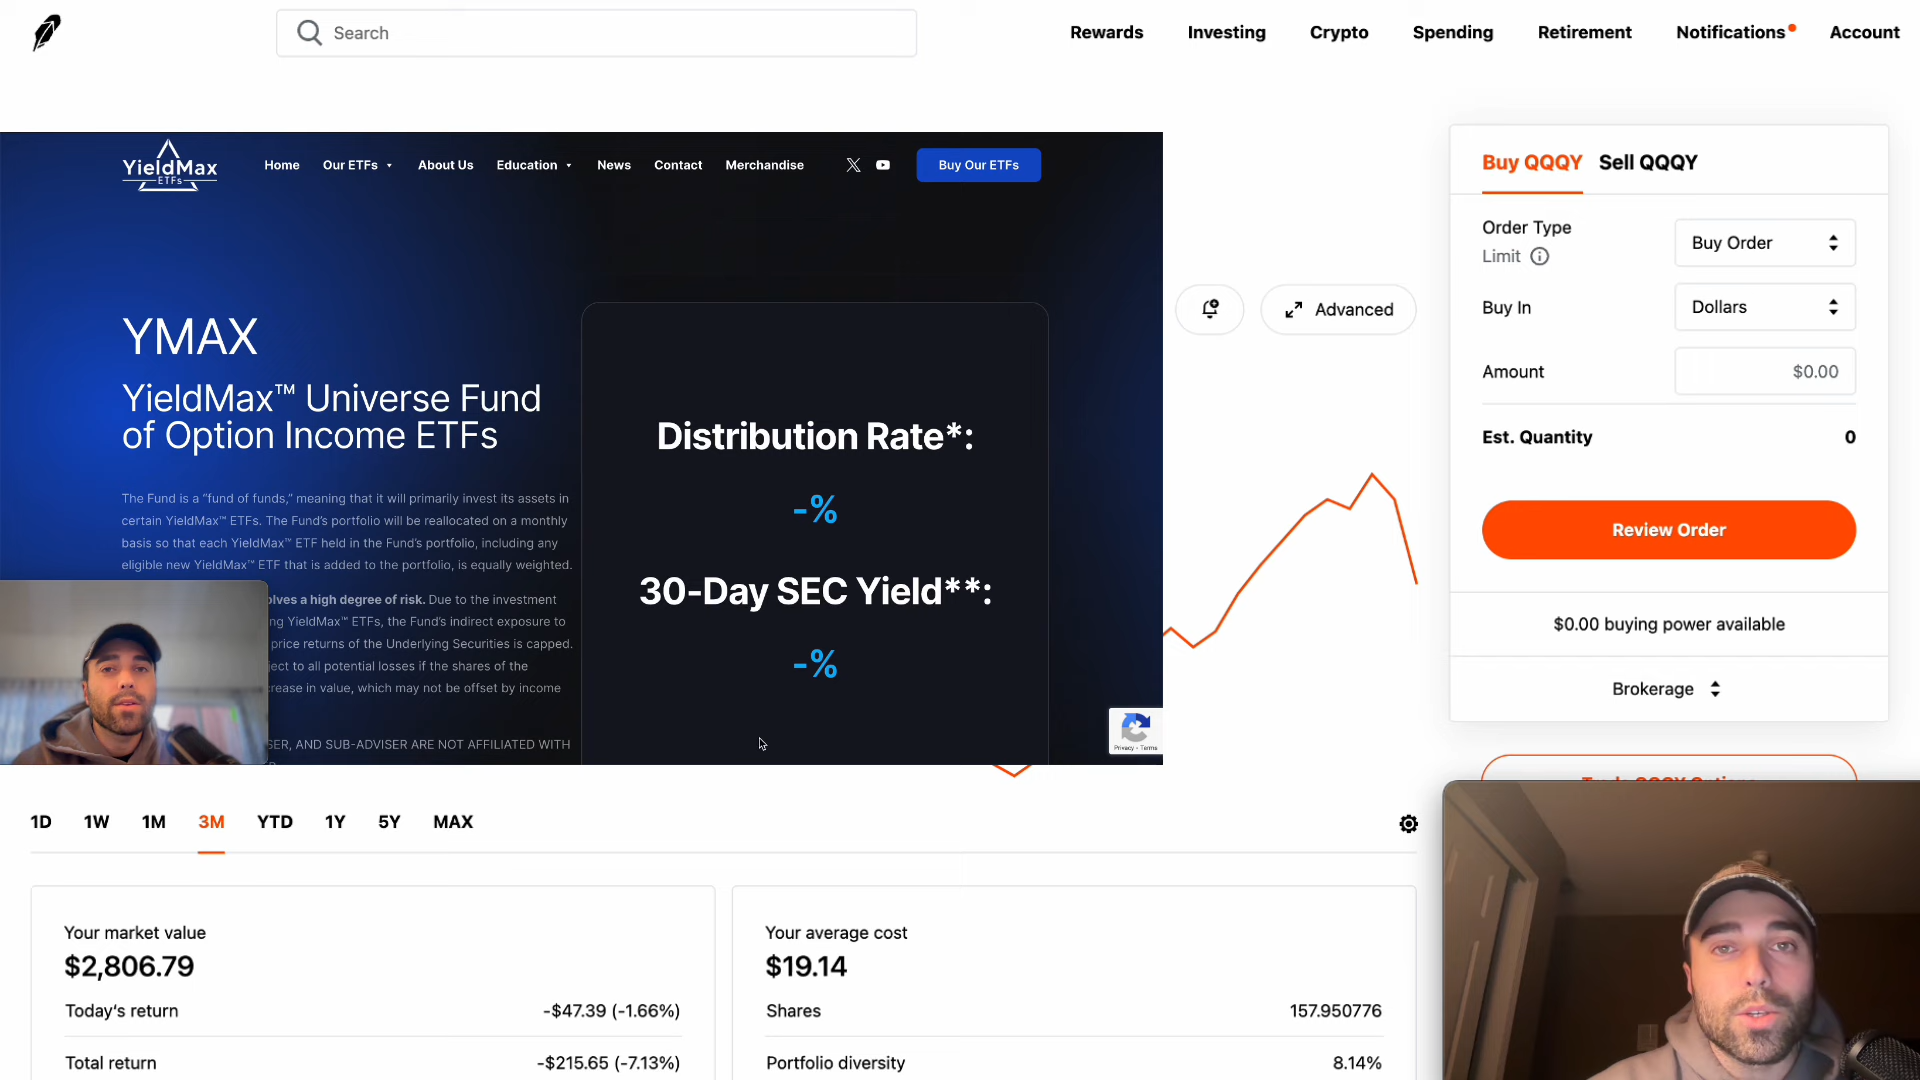 Search
Rewards
Investing
Crypto
Spending
Retirement
Notifications
Account
YieldMax
ETFs
Home
Our ETFs
About Us
Education
News
Contact
Merchandise
Buy Our ETFs
YMAX
YieldMax™ Universe Fund
of Option Income ETFs
The Fund is a “fund of funds,” meaning that it will primarily invest its assets in
certain YieldMax™ ETFs. The Fund’s portfolio will be reallocated on a monthly
basis so that each YieldMax™ ETF held in the Fund’s portfolio, including any
eligible new YieldMax™ ETF that is added to the portfolio, is equally weighted.
a high degree of risk. Due to the investment
YieldMax™ ETFs, the Fund’s indirect exposure to
price returns of the Underlying Securities is capped.
to all potential losses if the shares of the
in value, which may not be offset by income
AND SUB-ADVISER ARE NOT AFFILIATED WITH
Distribution Rate*:
-%
30-Day SEC Yield**:
-%
Privacy - Terms
Advanced
Buy QQQY
Sell QQQY
Order Type
Limit
Buy Order
Buy In
Dollars
Amount
$0.00
Est. Quantity
0
Review Order
$0.00 buying power available
Brokerage
1D
1W
1M
3M
YTD
1Y
5Y
MAX
Your market value
$2,806.79
Today’s return
-$47.39 (-1.66%)
Total return
-$215.65 (-7.13%)
Your average cost
$19.14
Shares
157.950776
Portfolio diversity
8.14%